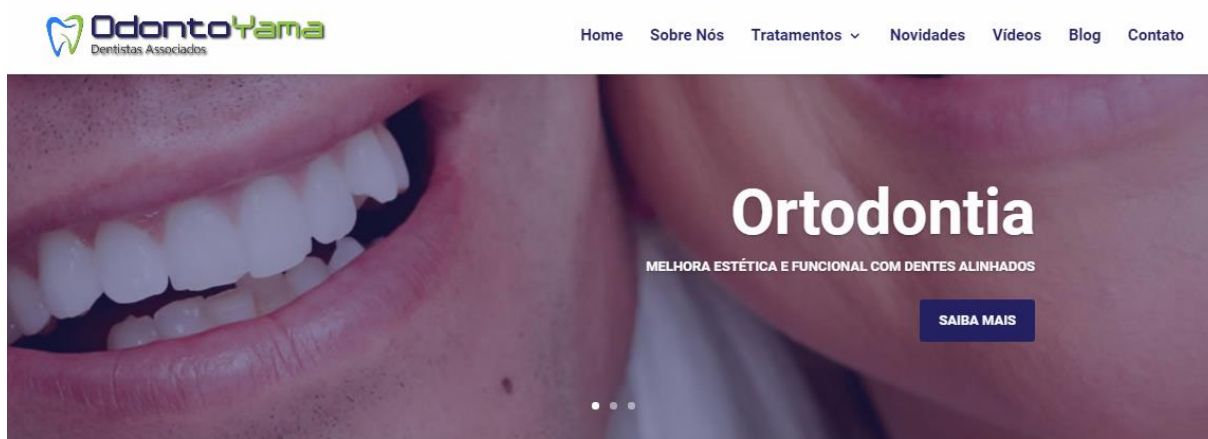 OdontoYama
Dentistas Associados
Home Sobre Nós Tratamentos Novidades Vídeos Blog Contato
Ortodontia
MELHORA ESTÉTICA E FUNCIONAL COM DENTES ALINHADOS
SAIBA MAIS